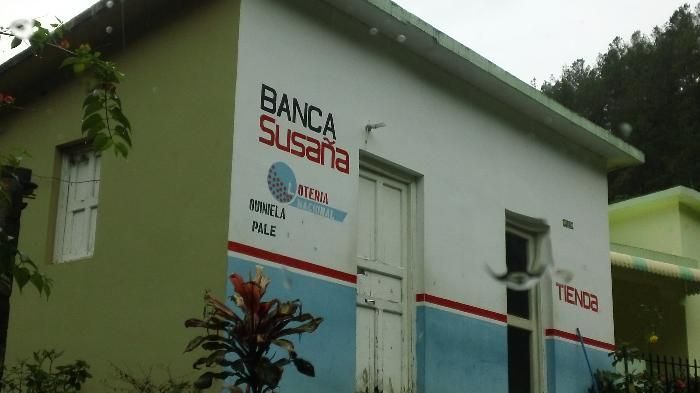 BANCA
Susaña
LOTERIA
NACIONAL
QUINIELA
PALE
TIENDA